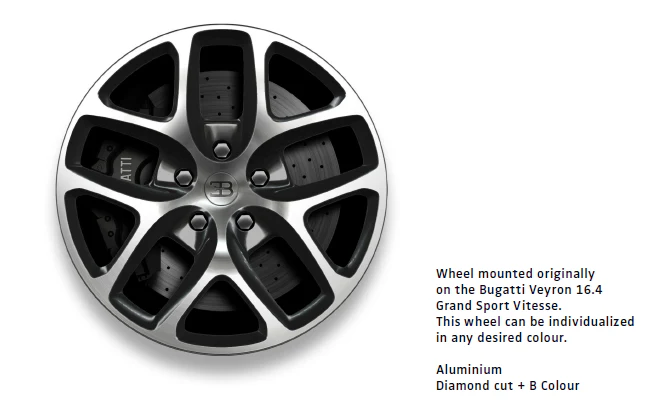 ATTI
Wheel mounted originally
on the Bugatti Veyron 16.4
Grand Sport Vitesse.
This wheel can be individualized
in any desired colour.
Aluminium
Diamond cut + B Colour